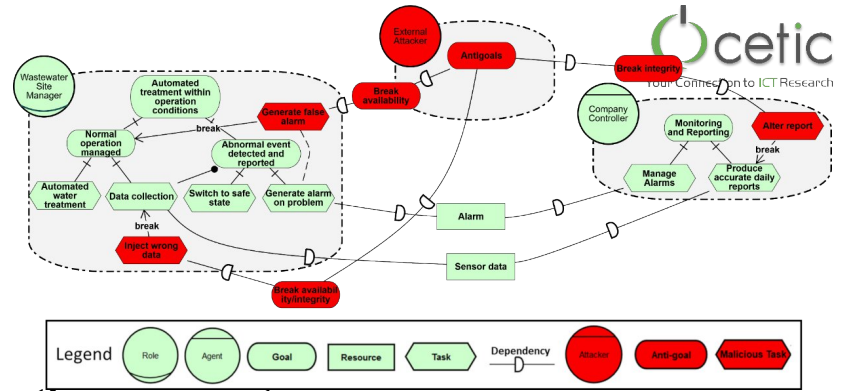 External
Attacker
Antigoals
cetic
Your Connection to ICT Research
Break integrity
Wastewater
Site
Manager
Automated
treatment within
operation
conditions
Break
availability
Generate false
alarm
break
Normal
operation
managed
Abnormal event
detected and
reported
Company
Controller
Monitoring
and Reporting
Alter report
break
Automated
water
treatment
Data collection
Switch to safe
state
Generate alarm
on problem
Manage
Alarms
Produce
accurate daily
reports
Alarm
break
Inject wrong
data
Sensor data
Break availabil
ity/integrity
Legend
Role
Agent
Goal
Resource
Task
Dependency
Attacker
Anti-goal
Malicious Task